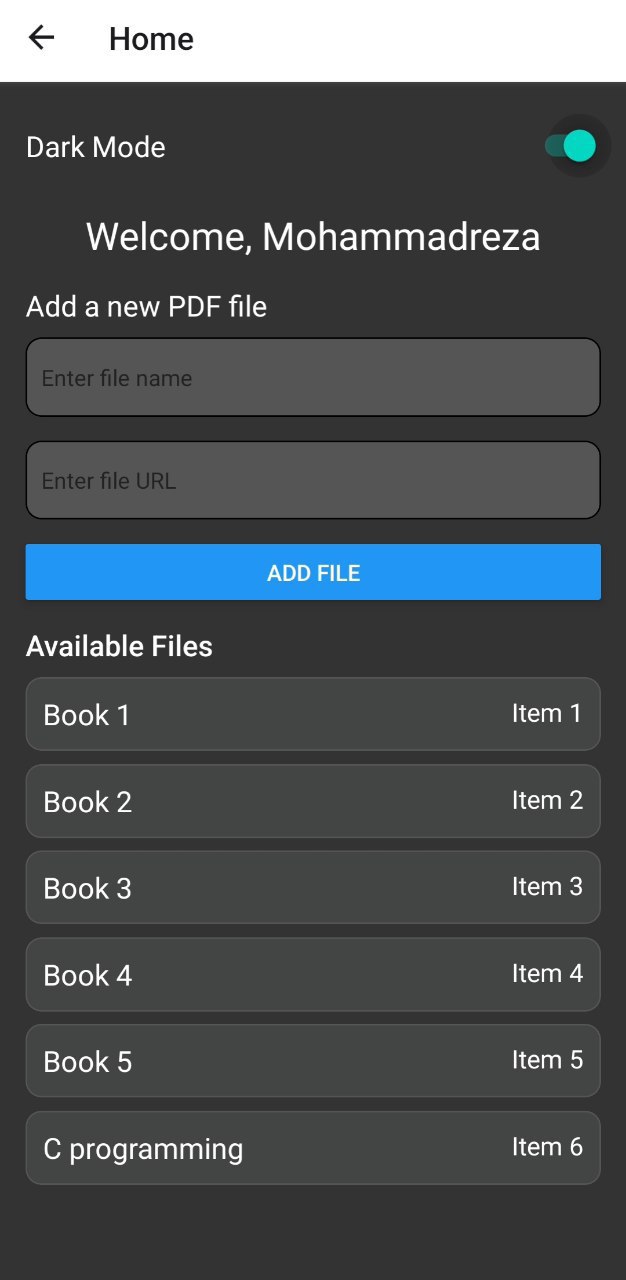 Home
Dark Mode
Welcome, Mohammadreza
Add a new PDF file
Enter file name
Enter file URL
ADD FILE
Available Files
Book 1 Item 1
Book 2 Item 2
Book 3 Item 3
Book 4 Item 4
Book 5 Item 5
C programming Item 6